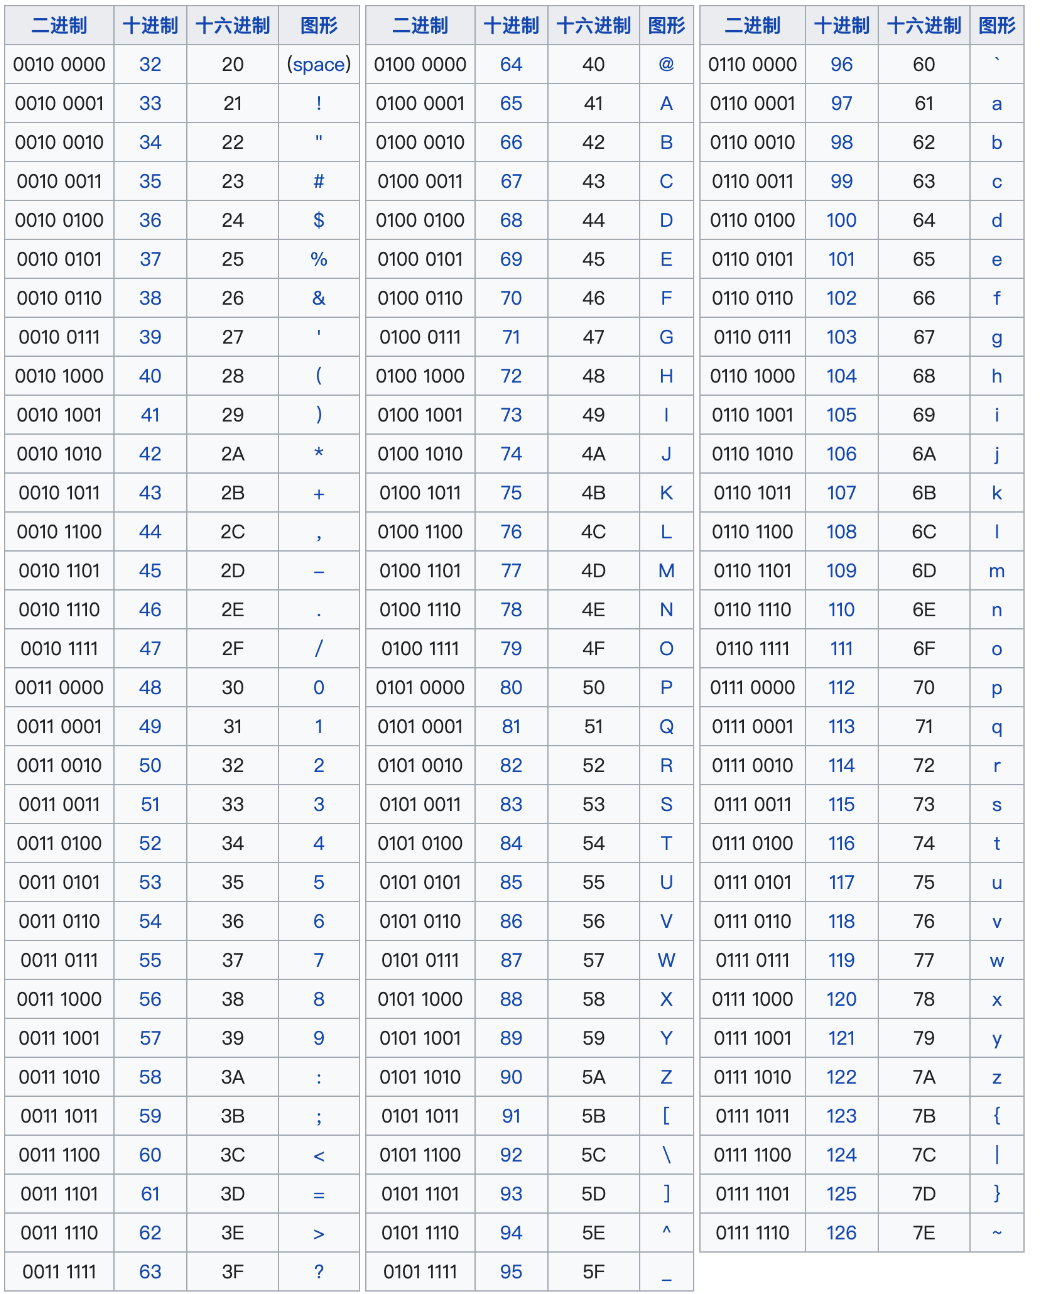 二进制 十进制 十六进制 图形 二进制 十进制 十六进制 图形 二进制 十进制 十六进制 图形
0010 0000 32 20 (space) 0100 0000 64 40 @ 0110 0000 96 60 `
0010 0001 33 21 ! 0100 0001 65 41 A 0110 0001 97 61 a
0010 0010 34 22 " 0100 0010 66 42 B 0110 0010 98 62 b
0010 0011 35 23 # 0100 0011 67 43 C 0110 0011 99 63 c
0010 0100 36 24 $ 0100 0100 68 44 D 0110 0100 100 64 d
0010 0101 37 25 % 0100 0101 69 45 E 0110 0101 101 65 e
0010 0110 38 26 & 0100 0110 70 46 F 0110 0110 102 66 f
0010 0111 39 27 ' 0100 0111 71 47 G 0110 0111 103 67 g
0010 1000 40 28 ( 0100 1000 72 48 H 0110 1000 104 68 h
0010 1001 41 29 ) 0100 1001 73 49 I 0110 1001 105 69 i
0010 1010 42 2A * 0100 1010 74 4A J 0110 1010 106 6A j
0010 1011 43 2B + 0100 1011 75 4B K 0110 1011 107 6B k
0010 1100 44 2C , 0100 1100 76 4C L 0110 1100 108 6C l
0010 1101 45 2D – 0100 1101 77 4D M 0110 1101 109 6D m
0010 1110 46 2E . 0100 1110 78 4E N 0110 1110 110 6E n
0010 1111 47 2F / 0100 1111 79 4F O 0110 1111 111 6F o
0011 0000 48 30 0 0101 0000 80 50 P 0111 0000 112 70 p
0011 0001 49 31 1 0101 0001 81 51 Q 0111 0001 113 71 q
0011 0010 50 32 2 0101 0010 82 52 R 0111 0010 114 72 r
0011 0011 51 33 3 0101 0011 83 53 S 0111 0011 115 73 s
0011 0100 52 34 4 0101 0100 84 54 T 0111 0100 116 74 t
0011 0101 53 35 5 0101 0101 85 55 U 0111 0101 117 75 u
0011 0110 54 36 6 0101 0110 86 56 V 0111 0110 118 76 v
0011 0111 55 37 7 0101 0111 87 57 W 0111 0111 119 77 w
0011 1000 56 38 8 0101 1000 88 58 X 0111 1000 120 78 x
0011 1001 57 39 9 0101 1001 89 59 Y 0111 1001 121 79 y
0011 1010 58 3A : 0101 1010 90 5A Z 0111 1010 122 7A z
0011 1011 59 3B ; 0101 1011 91 5B [ 0111 1011 123 7B {
0011 1100 60 3C < 0101 1100 92 5C \ 0111 1100 124 7C |
0011 1101 61 3D = 0101 1101 93 5D ] 0111 1101 125 7D }
0011 1110 62 3E > 0101 1110 94 5E ^ 0111 1110 126 7E ~
0011 1111 63 3F ? 0101 1111 95 5F _